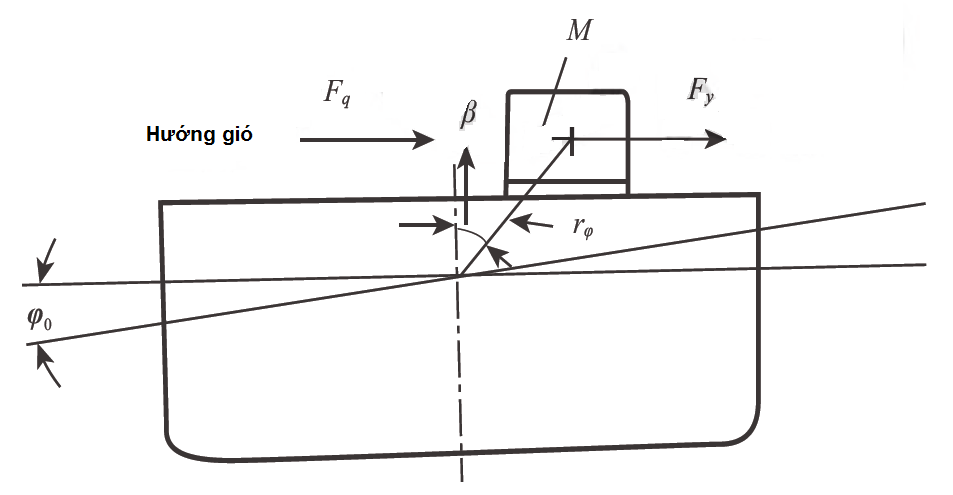 M
F_q
F_y
β
Hướng gió
r_φ
φ_0